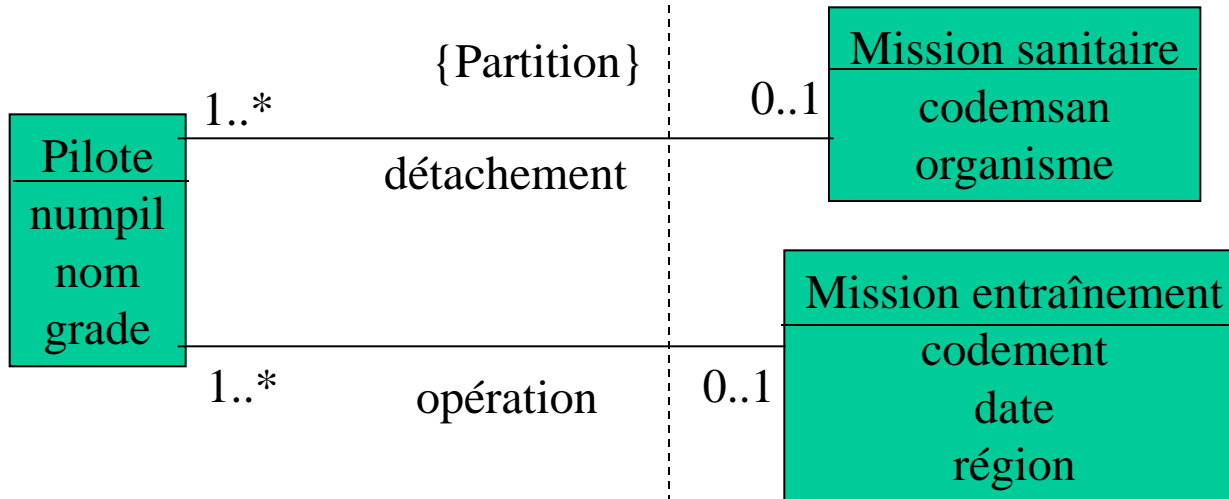 {Partition}
1..*
0..1
Mission sanitaire
codemsan
organisme
Pilote
numpil
nom
grade
détachement
Mission entraînement
codement
date
région
1..*
opération
0..1